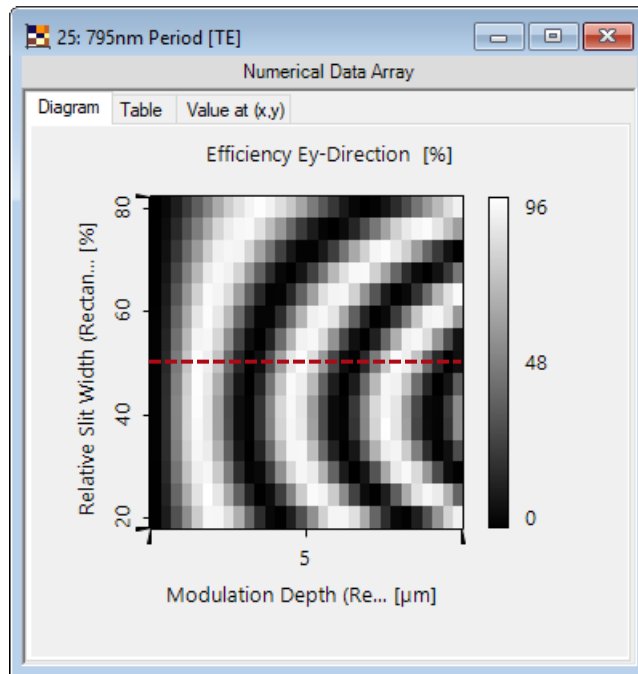 25: 795nm Period [TE]
Numerical Data Array
Diagram Table Value at (x,y)
Efficiency Ey-Direction [%]
Relative Slit Width (Rectan... [%]
80
60
40
20
5
Modulation Depth (Re... [µm]
96
48
0